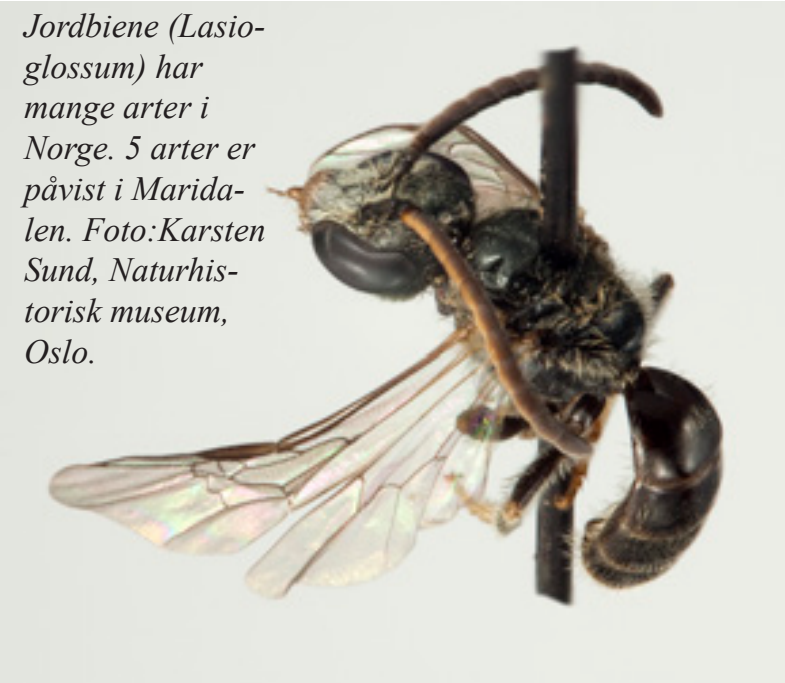 Jordbiene (Lasio-
glossum) har
mange arter i
Norge. 5 arter er
påvist i Marida-
len. Foto:Karsten
Sund, Naturhis-
torisk museum,
Oslo.